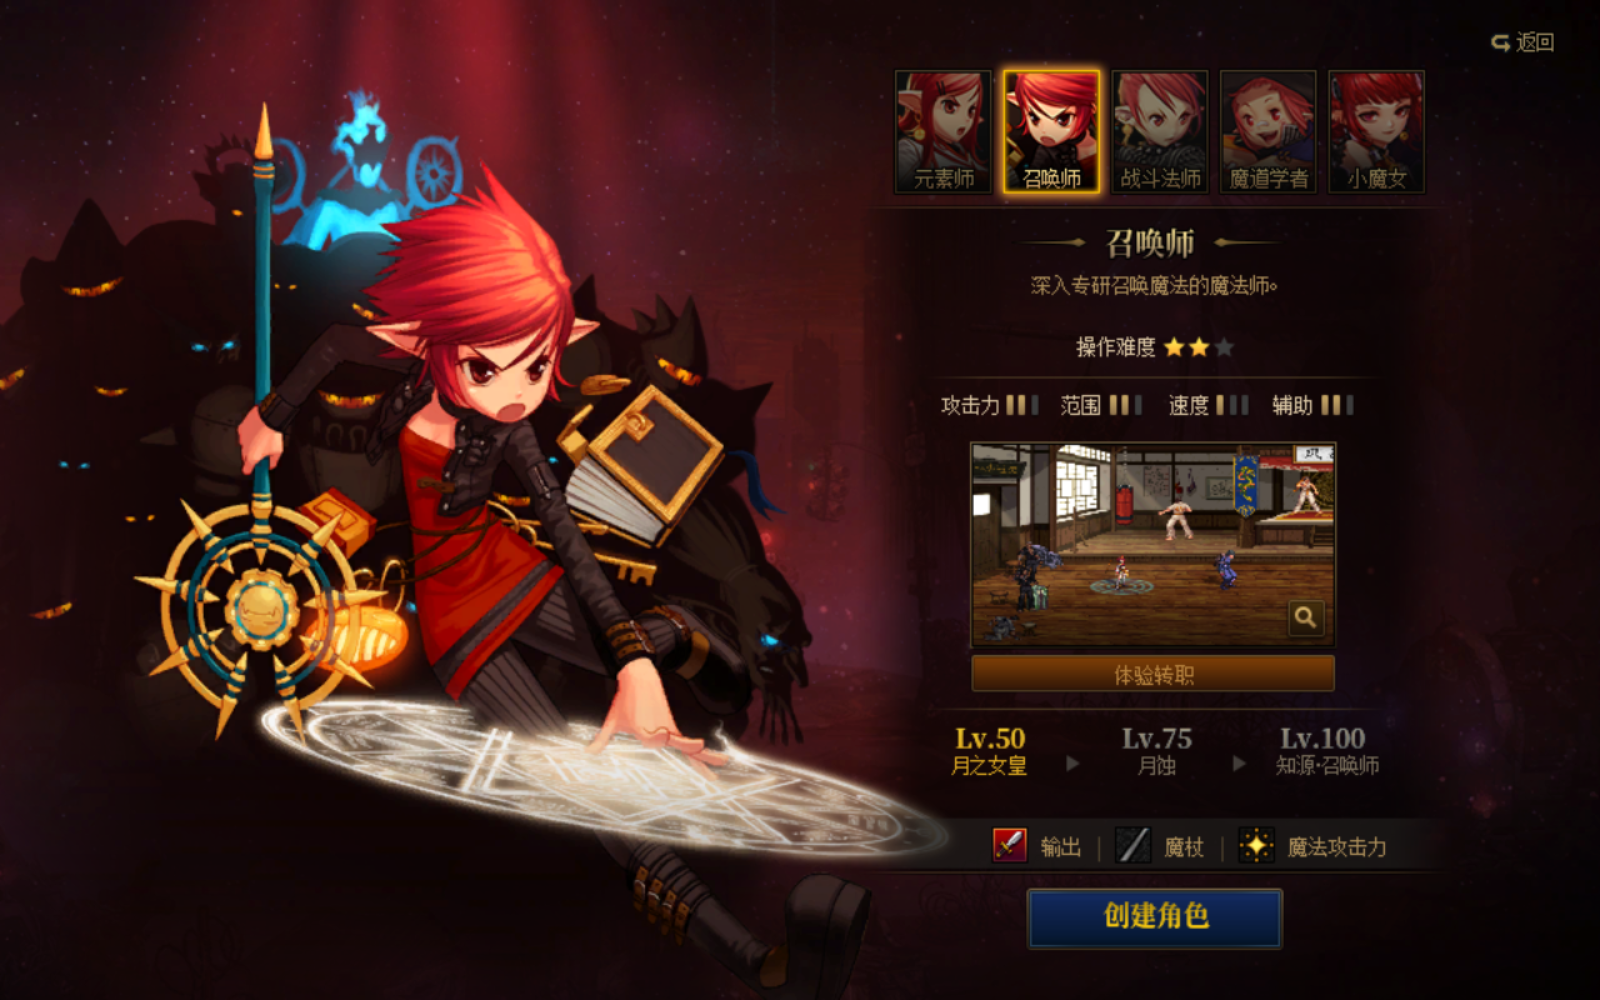 返回
元素师
召唤师
战斗法师
魔道学者
小魔女
召唤师
深入专研召唤魔法的魔法师。
操作难度
攻击力 范围 速度 辅助
体验转职
Lv.50 Lv.75 Lv.100
月之女皇 月蚀 知源·召唤师
输出 | 魔杖 | 魔法攻击力
创建角色